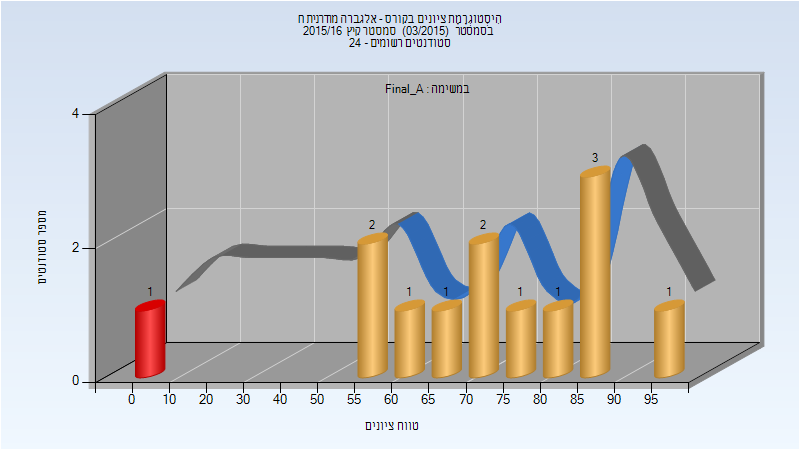 היסטוגרמת ציונים בקורס - אלגברה מודרנית ח
בסמסטר (03/2015) סמסטר קיץ 2015/16
סטודנטים רשומים - 24
במשימה : Final_A
מספר סטודנטים
4
2
0
1
2
1
1
2
1
1
3
1
0 10 20 30 40 50 55 60 65 70 75 80 85 90 95
טווח ציונים